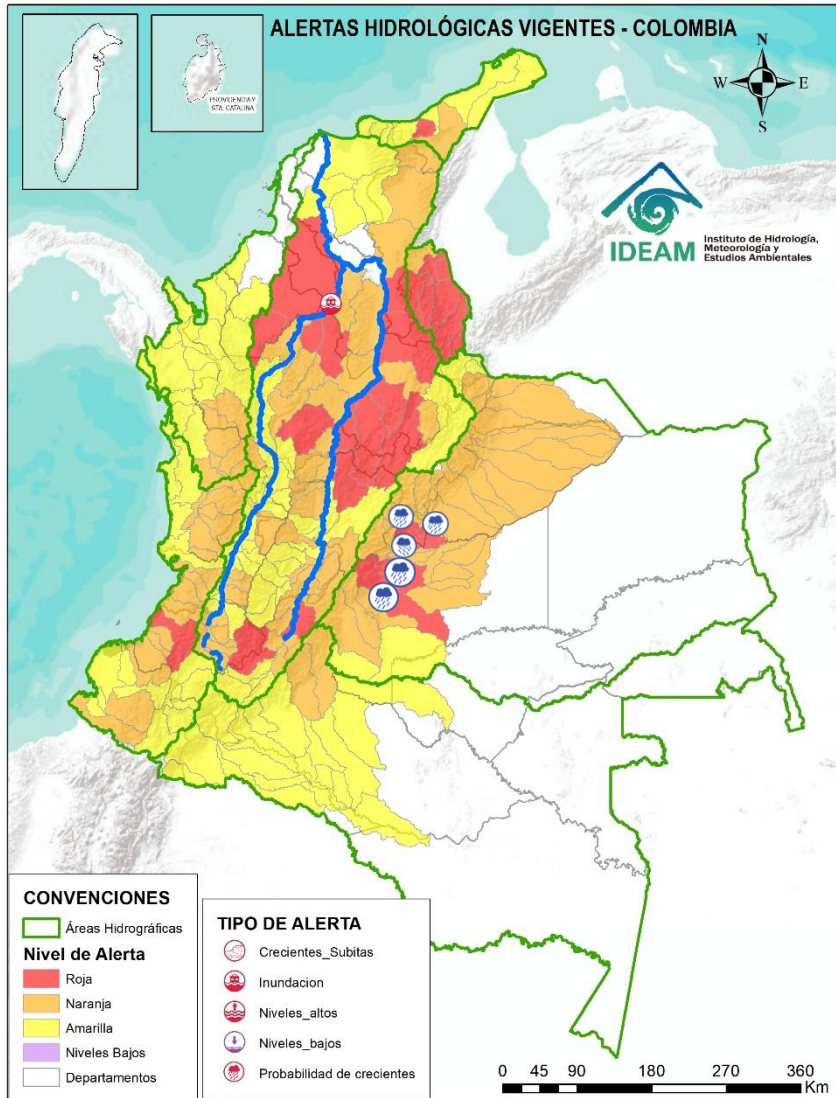 ALERTAS HIDROLÓGICAS VIGENTES - COLOMBIA
PROVIDENCIA Y
STA. CATALINA
N
W
E
S
IDEAM
Instituto de Hidrología,
Meteorología y
Estudios Ambientales
CONVENCIONES
Áreas Hidrográficas
Nivel de Alerta
Roja
Naranja
Amarilla
Niveles Bajos
Departamentos
TIPO DE ALERTA
Crecientes_Subitas
Inundacion
Niveles_altos
Niveles_bajos
Probabilidad de crecientes
0 45 90 180 270 360
Km